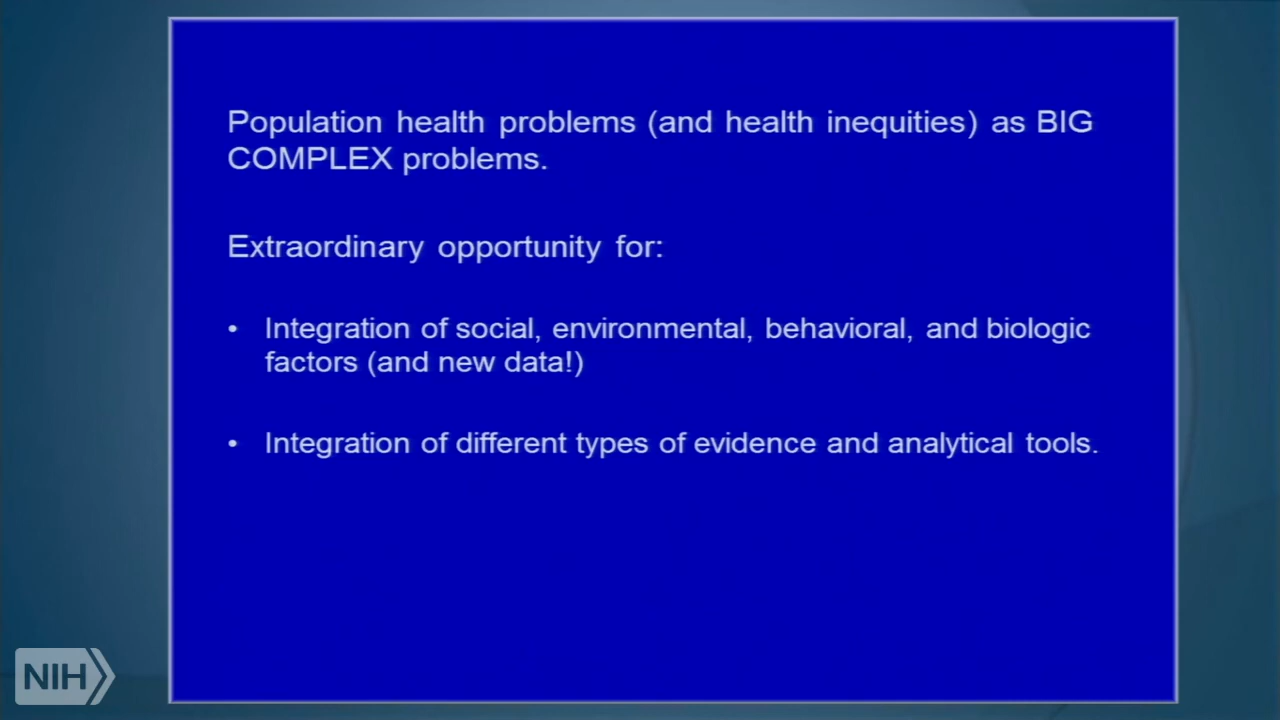 Population health problems (and health inequities) as BIG
COMPLEX problems.
Extraordinary opportunity for:
• Integration of social, environmental, behavioral, and biologic
factors (and new data!)
• Integration of different types of evidence and analytical tools.
NIH